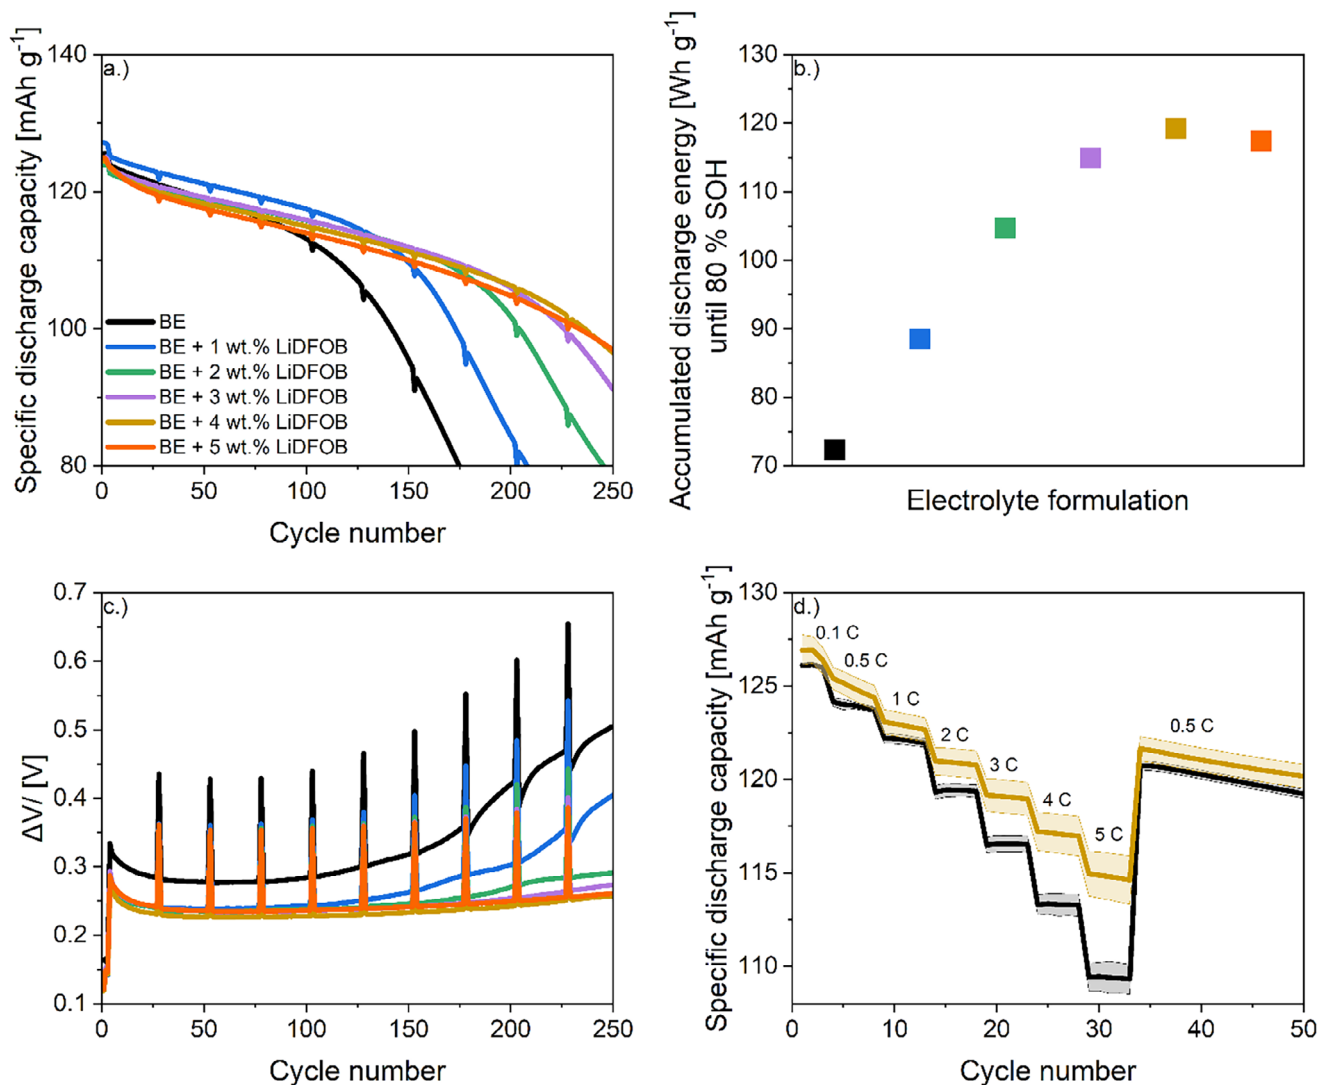 a.)
Specific discharge capacity [mAh g⁻¹]
140
120
100
80
BE
BE + 1 wt.% LiDFOB
BE + 2 wt.% LiDFOB
BE + 3 wt.% LiDFOB
BE + 4 wt.% LiDFOB
BE + 5 wt.% LiDFOB
0 50 100 150 200 250
Cycle number
b.)
Accumulated discharge energy [Wh g⁻¹]
until 80 % SOH
130
120
110
100
90
80
70
Electrolyte formulation
c.)
ΔV/ [V]
0.7
0.6
0.5
0.4
0.3
0.2
0.1
0 50 100 150 200 250
Cycle number
d.)
Specific discharge capacity [mAh g⁻¹]
130
125
120
115
110
0.1 C
0.5 C
1 C
2 C
3 C
4 C
5 C
0.5 C
0 10 20 30 40 50
Cycle number